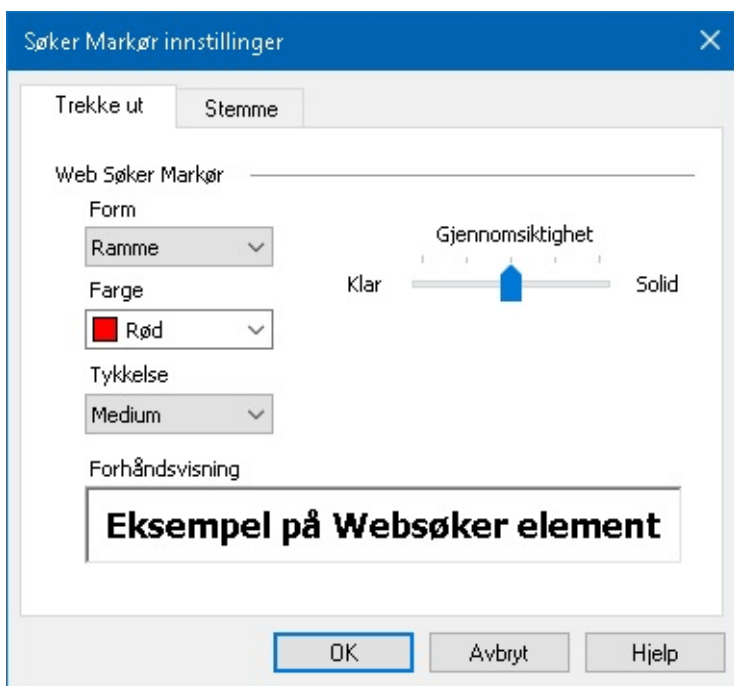 Søker Markør innstillinger
Trekke ut
Stemme
Web Søker Markør
Form
Ramme
Gjennomsiktighet
Klar
Solid
Farge
Rød
Tykkelse
Medium
Forhåndsvisning
Eksempel på Websøker element
OK
Avbryt
Hjelp